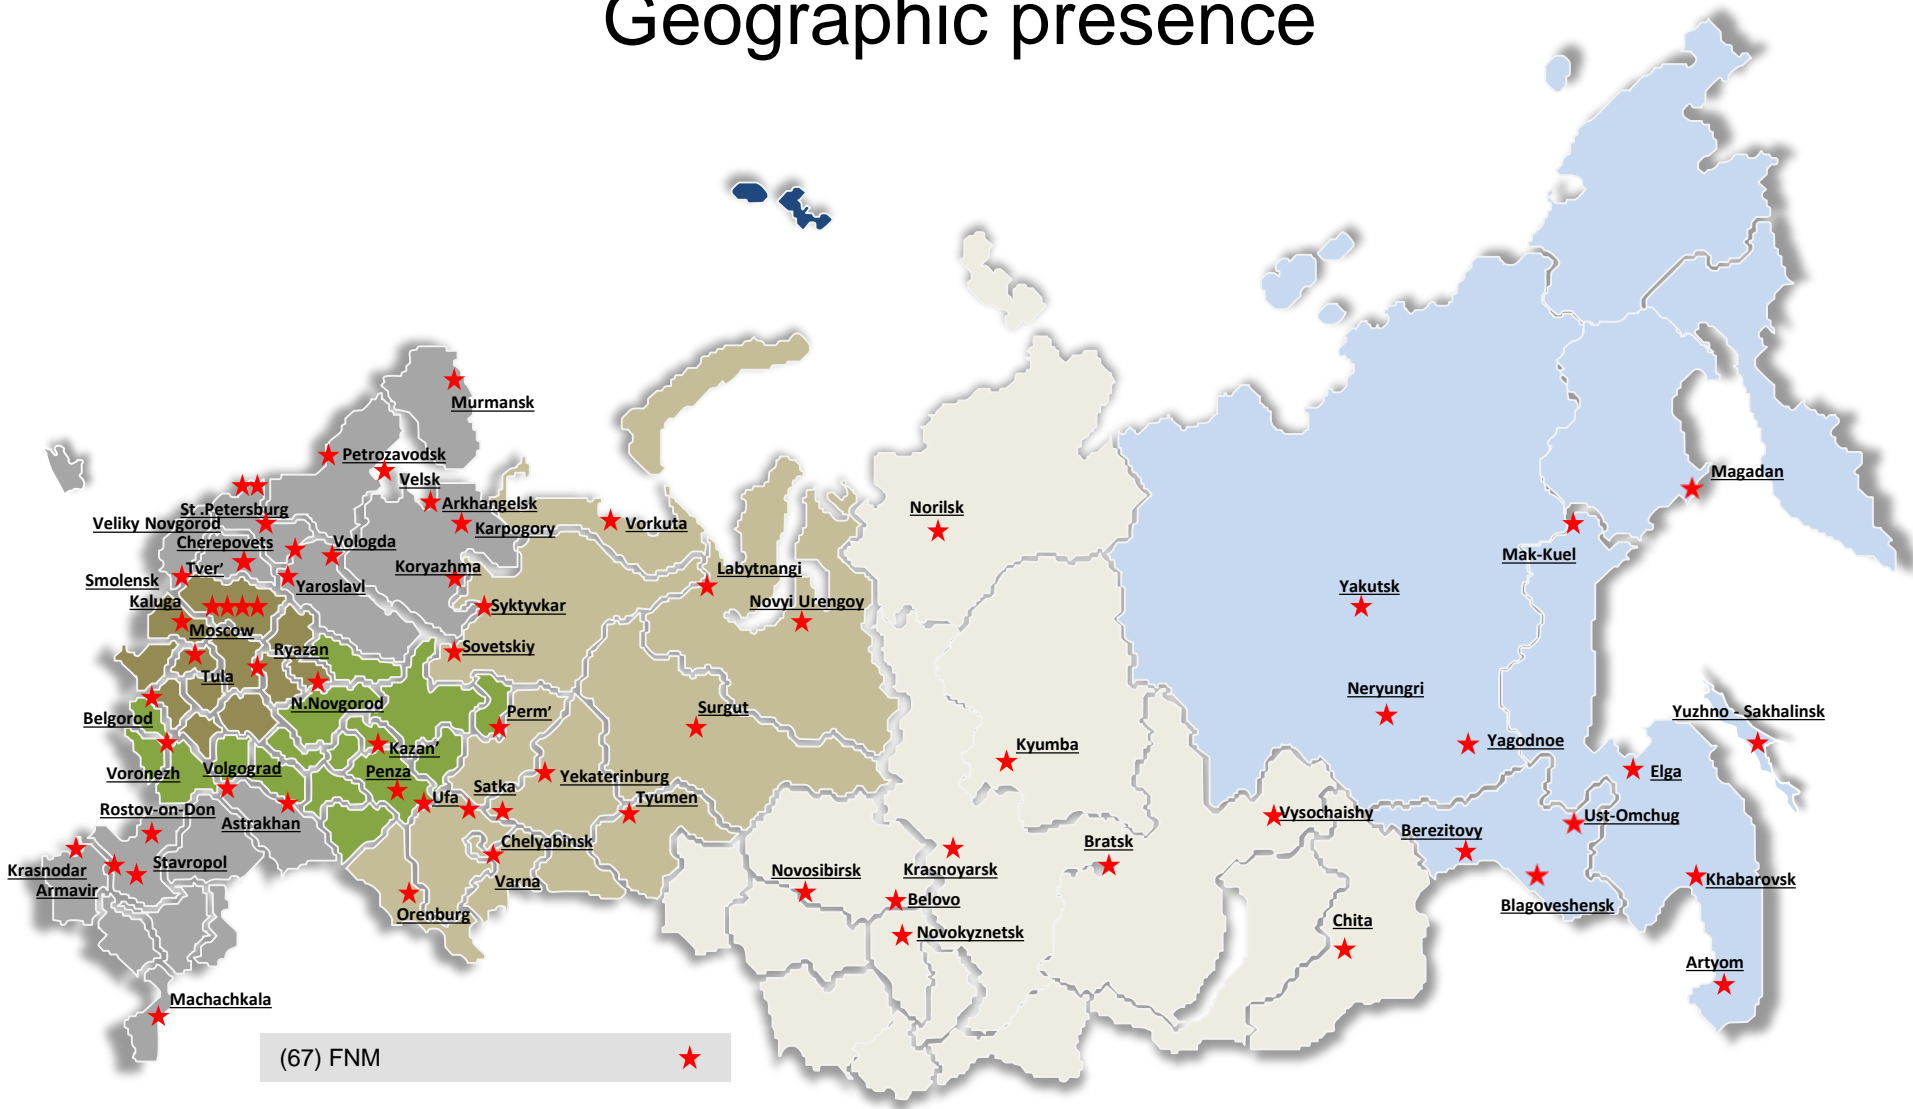 Geographic presence
Murmansk
Petrozavodsk
Velsk
Arkhangelsk
Karpogory
St .Petersburg
Veliky Novgorod
Cherepovets
Vologda
Tver’
Smolensk
Yaroslavl
Koryazhma
Kaluga
Moscow
Syktyvkar
Vorkuta
Labytnangi
Novyi Urengoy
Ryazan
Sovetskiy
Tula
N.Novgorod
Belgorod
Perm’
Surgut
Kazan’
Voronezh
Volgograd
Penza
Yekaterinburg
Satka
Ufa
Tyumen
Rostov-on-Don
Astrakhan
Chelyabinsk
Krasnodar
Stavropol
Armavir
Varna
Orenburg
Machachkala
Norilsk
Kyumba
Krasnoyarsk
Novosibirsk
Belovo
Novokyznetsk
Bratsk
Vysochaishy
Chita
Magadan
Mak-Kuel
Yakutsk
Neryungri
Yagodnoe
Yuzhno - Sakhalinsk
Elga
Ust-Omchug
Berezitovy
Khabarovsk
Blagoveshensk
Artyom
(67) FNM